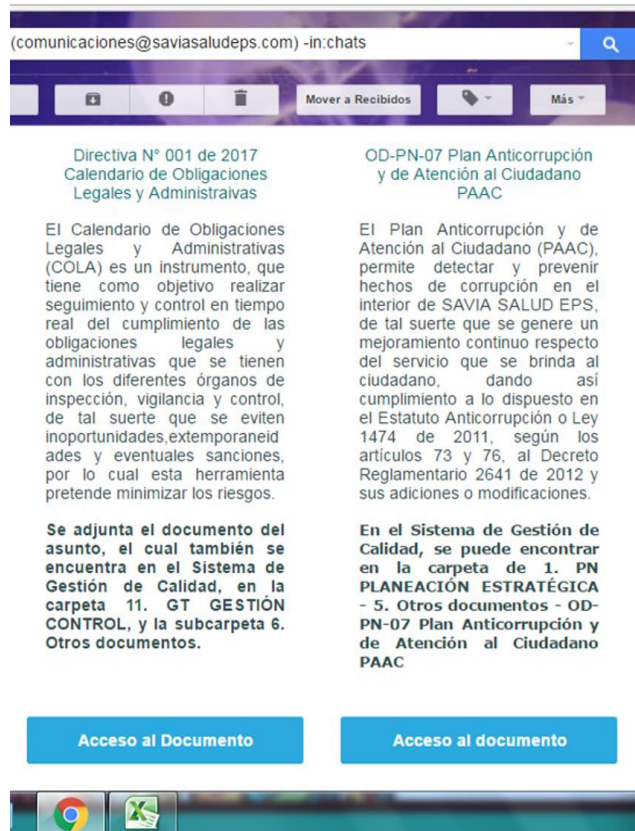 (comunicaciones@saviasaludeps.com) -in:chats
Mover a Recibidos
Más
Directiva N° 001 de 2017
Calendario de Obligaciones
Legales y Administraivas
El Calendario de Obligaciones
Legales y Administrativas
(COLA) es un instrumento, que
tiene como objetivo realizar
seguimiento y control en tiempo
real del cumplimiento de las
obligaciones legales y
administrativas que se tienen
con los diferentes órganos de
inspección, vigilancia y control,
de tal suerte que se eviten
inoportunidades,extemporaneid
ades y eventuales sanciones,
por lo cual esta herramienta
pretende minimizar los riesgos.
Se adjunta el documento del
asunto, el cual también se
encuentra en el Sistema de
Gestión de Calidad, en la
carpeta 11. GT GESTIÓN
CONTROL, y la subcarpeta 6.
Otros documentos.
Acceso al Documento
OD-PN-07 Plan Anticorrupción
y de Atención al Ciudadano
PAAC
El Plan Anticorrupción y de
Atención al Ciudadano (PAAC),
permite detectar y prevenir
hechos de corrupción en el
interior de SAVIA SALUD EPS,
de tal suerte que se genere un
mejoramiento continuo respecto
del servicio que se brinda al
ciudadano, dando así
cumplimiento a lo dispuesto en
el Estatuto Anticorrupción o Ley
1474 de 2011, según los
artículos 73 y 76, al Decreto
Reglamentario 2641 de 2012 y
sus adiciones o modificaciones.
En el Sistema de Gestión de
Calidad, se puede encontrar
en la carpeta de 1. PN
PLANEACIÓN ESTRATÉGICA
- 5. Otros documentos - OD-
PN-07 Plan Anticorrupción y
de Atención al Ciudadano
PAAC
Acceso al documento